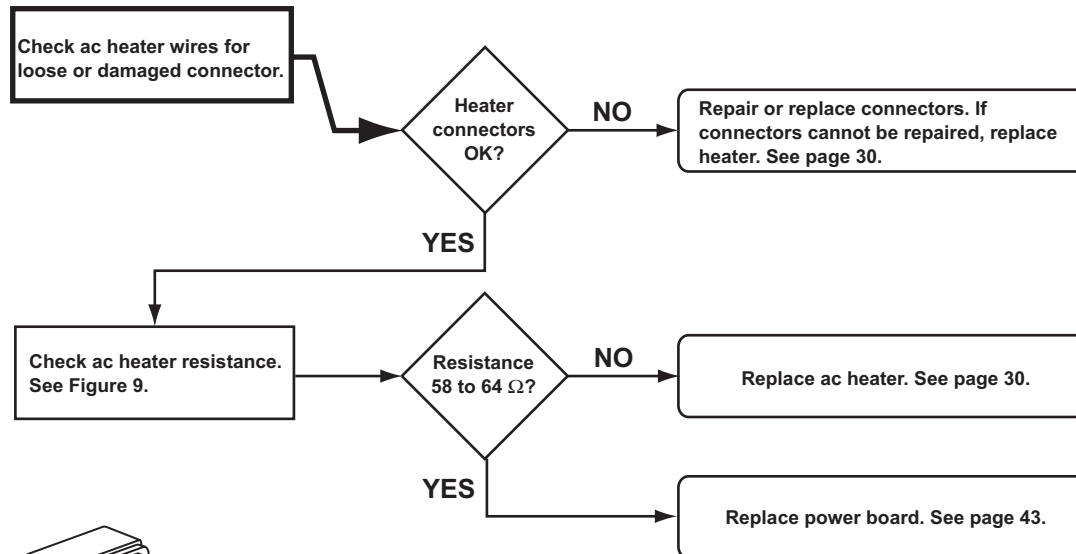 Check ac heater wires for
loose or damaged connector.
Heater
connectors
OK?
NO
Repair or replace connectors. If
connectors cannot be repaired, replace
heater. See page 30.
YES
Check ac heater resistance.
See Figure 9.
Resistance
58 to 64 Ω?
NO
Replace ac heater. See page 30.
YES
Replace power board. See page 43.